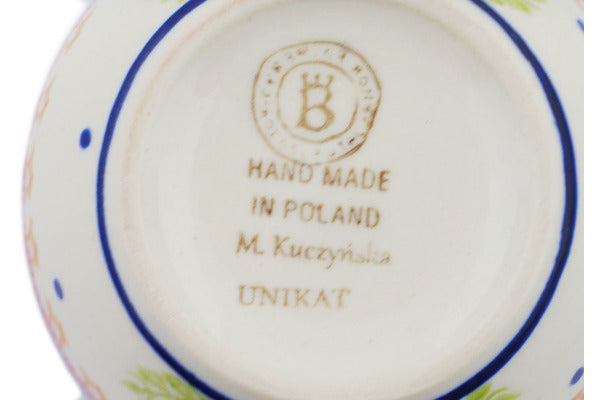 B
HAND MADE
IN POLAND
M. Kuczyńska
UNIKAT